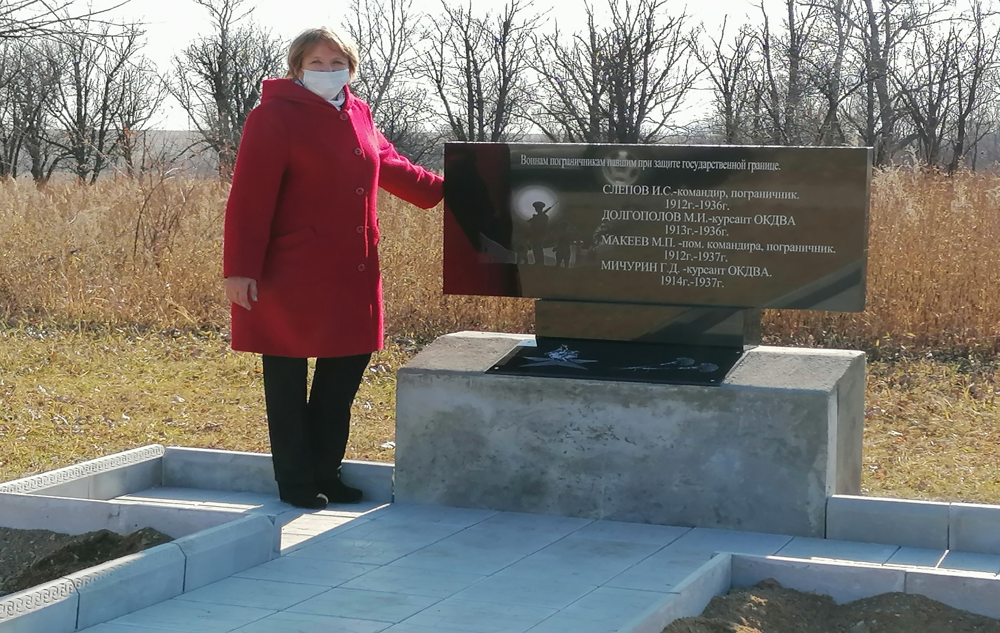 Воинам пограничникам павшим при защите государственной границе.
СЛЕПОВ И.С.-командир, пограничник.
1912г.-1936г.
ДОЛГОПОЛОВ М.И.-курсант ОКДВА
1913г.-1936г.
МАКЕЕВ М.П. -пом. командира, пограничник.
1912г.-1937г.
МИЧУРИН Г.Д. -курсант ОКДВА.
1914г.-1937г.